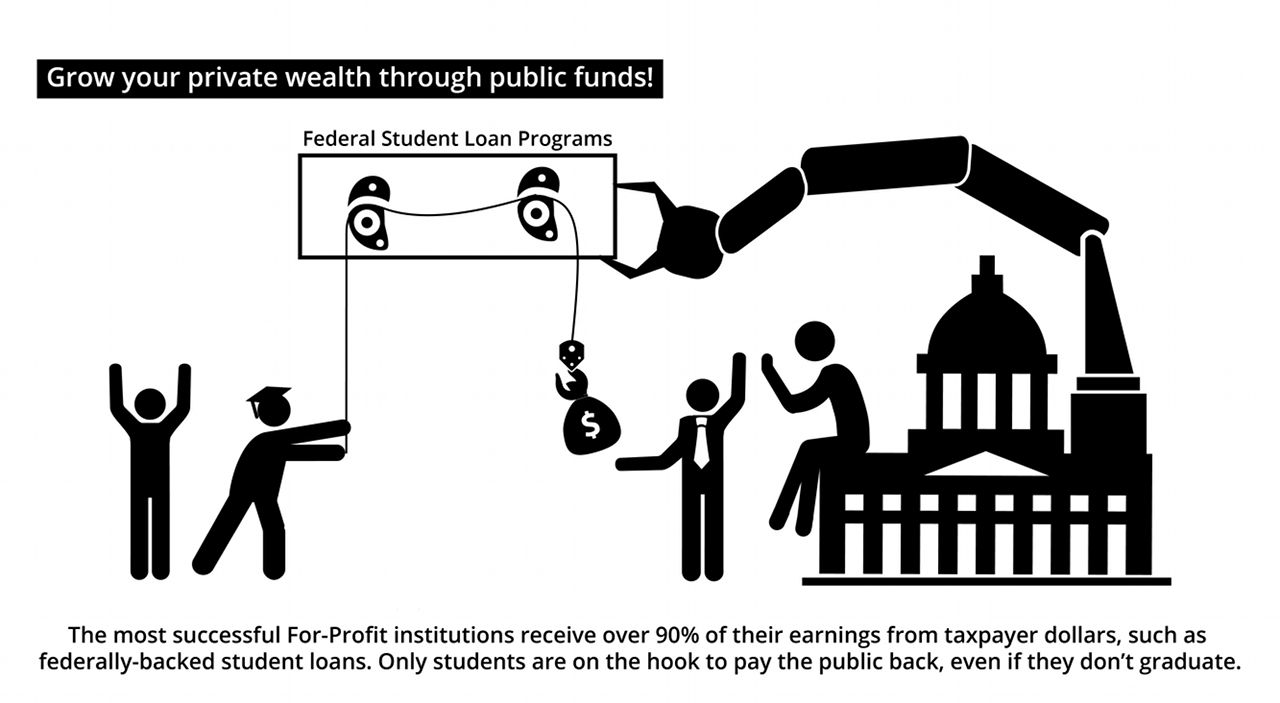 Grow your private wealth through public funds!
Federal Student Loan Programs
$
The most successful For-Profit institutions receive over 90% of their earnings from taxpayer dollars, such as
federally-backed student loans. Only students are on the hook to pay the public back, even if they don’t graduate.